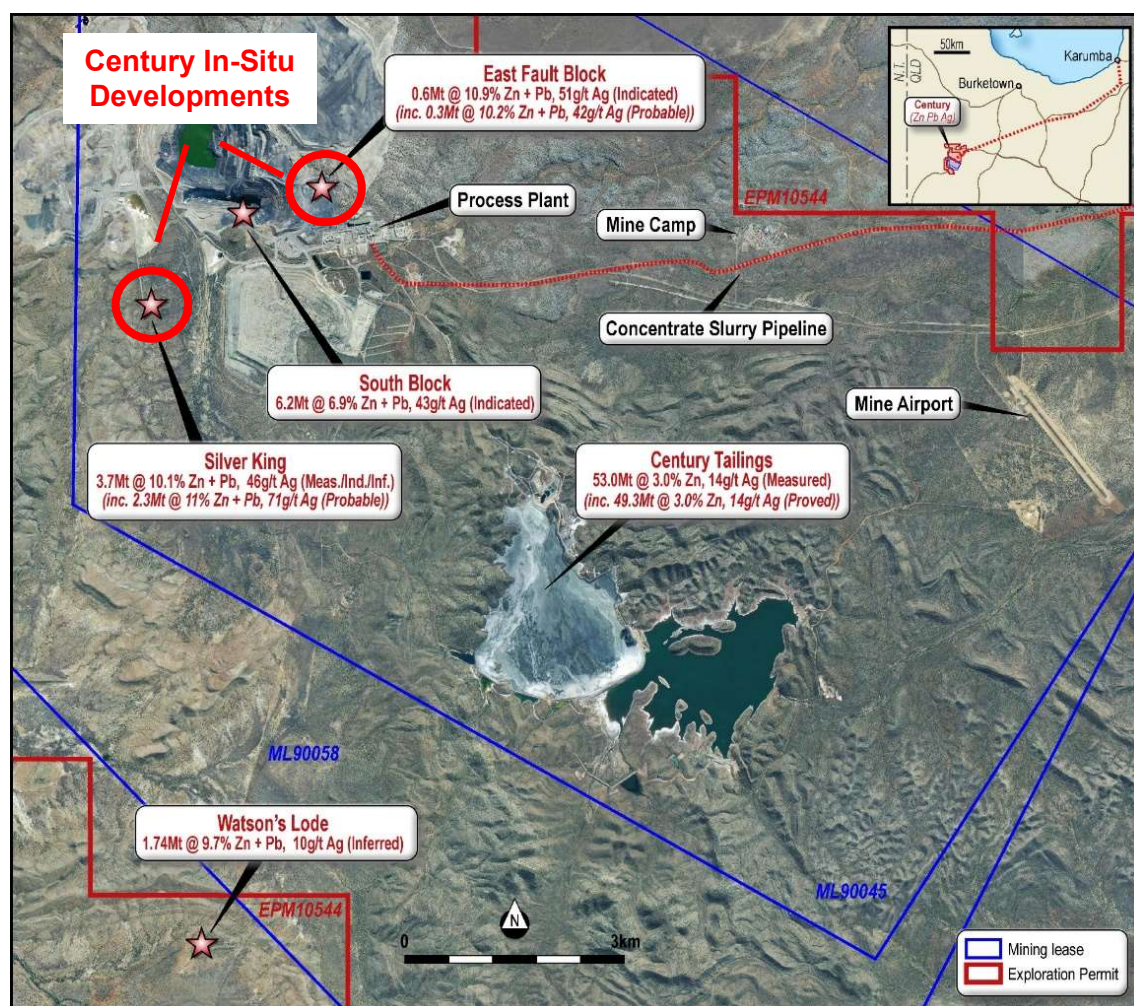 Century In-Situ
Developments
East Fault Block
0.6Mt @ 10.9% Zn + Pb, 51g/t Ag (Indicated)
(inc. 0.3Mt @ 10.2% Zn + Pb, 42g/t Ag (Probable))
50km
Karumba
N.T.
QLD
Burketown
Century
(Zn Pb Ag)
Process Plant
EPM10544
Mine Camp
Concentrate Slurry Pipeline
South Block
6.2Mt @ 6.9% Zn + Pb, 43g/t Ag (Indicated)
Mine Airport
Silver King
3.7Mt @ 10.1% Zn + Pb, 46g/t Ag (Meas./Ind./Inf.)
(inc. 2.3Mt @ 11% Zn + Pb, 71g/t Ag (Probable))
Century Tailings
53.0Mt @ 3.0% Zn, 14g/t Ag (Measured)
(inc. 49.3Mt @ 3.0% Zn, 14g/t Ag (Proved))
ML90058
Watson's Lode
1.74Mt @ 9.7% Zn + Pb, 10g/t Ag (Inferred)
ML90045
EPM10544
N
0
3km
Mining lease
Exploration Permit